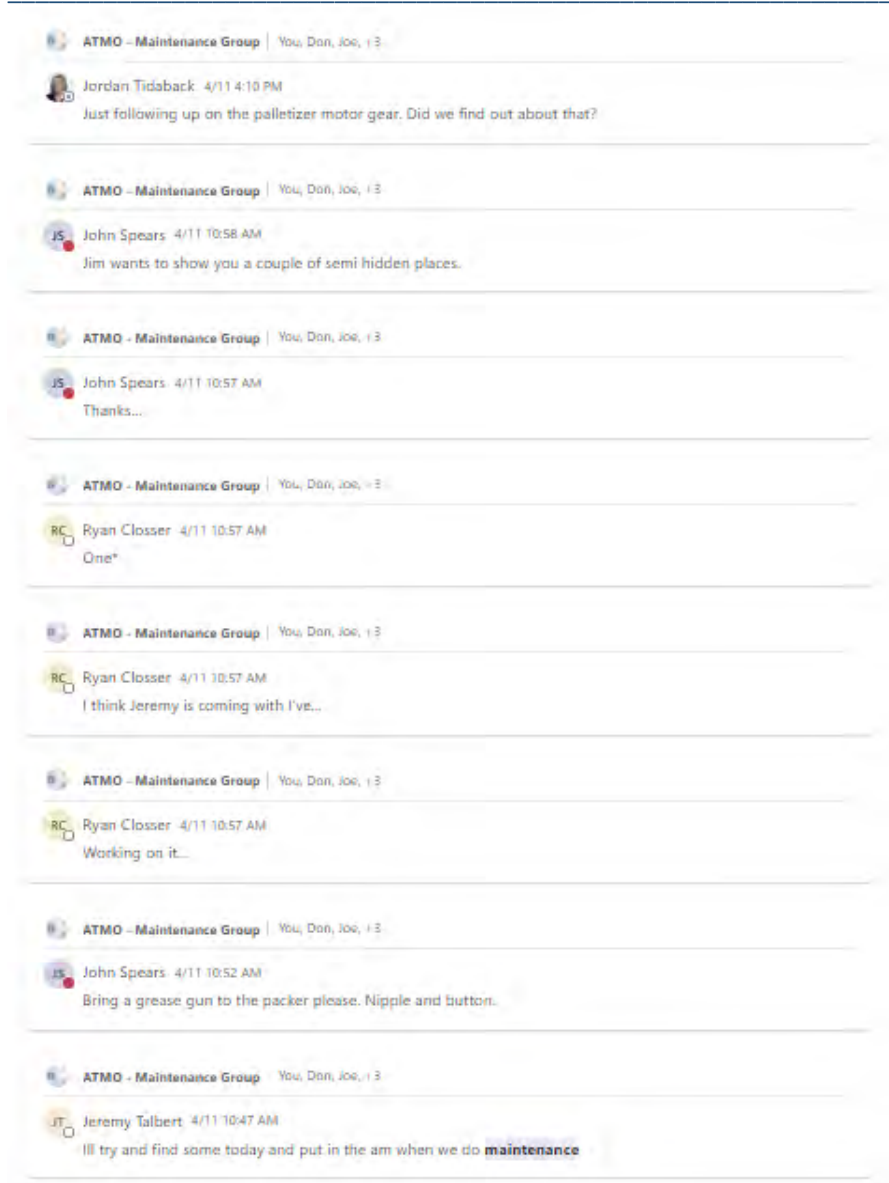 ATMO - Maintenance Group | You, Don, Joe, +3
Jordan Tidaback 4/11 4:10 PM
Just following up on the palletizer motor gear. Did we find out about that?
ATMO - Maintenance Group | You, Don, Joe, +3
JS John Spears 4/11 10:58 AM
Jim wants to show you a couple of semi hidden places.
ATMO - Maintenance Group | You, Don, Joe, +3
JS John Spears 4/11 10:57 AM
Thanks...
ATMO - Maintenance Group | You, Don, Joe, +3
RC Ryan Closser 4/11 10:57 AM
One*
ATMO - Maintenance Group | You, Don, Joe, +3
RC Ryan Closser 4/11 10:57 AM
I think Jeremy is coming with I've...
ATMO - Maintenance Group | You, Don, Joe, +3
RC Ryan Closser 4/11 10:57 AM
Working on it...
ATMO - Maintenance Group | You, Don, Joe, +3
JS John Spears 4/11 10:52 AM
Bring a grease gun to the packer please. Nipple and button.
ATMO - Maintenance Group You, Don, Joe, +3
JT Jeremy Talbert 4/11 10:47 AM
Ill try and find some today and put in the am when we do maintenance